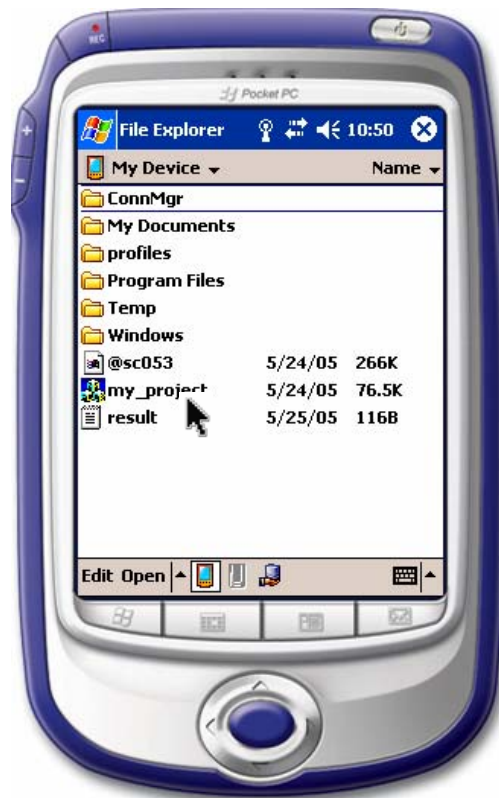 REC
Pocket PC
File Explorer 10:50
My Device Name
ConnMgr
My Documents
profiles
Program Files
Temp
Windows
@sc053 5/24/05 266K
my_project 5/24/05 76.5K
result 5/25/05 116B
Edit Open